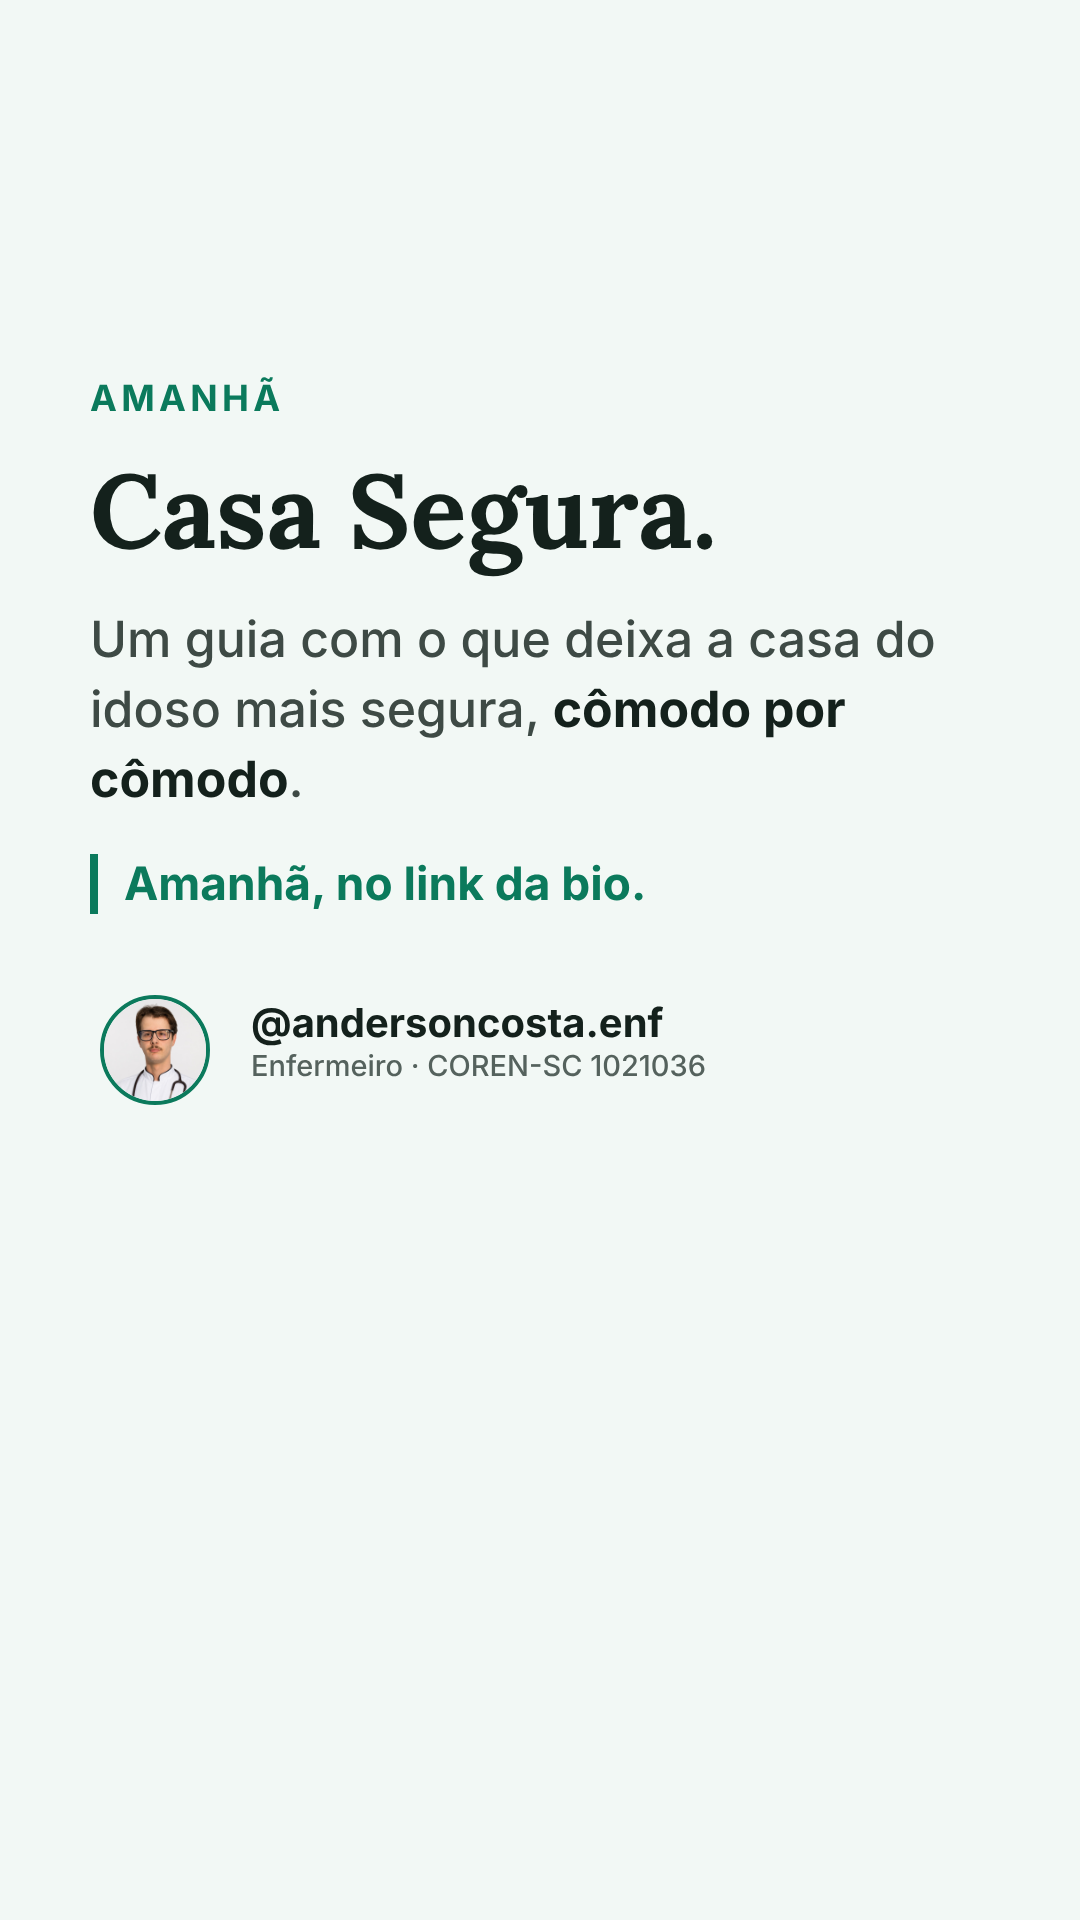 AMANHÃ
Casa Segura.
Um guia com o que deixa a casa do
idoso mais segura, cômodo por
cômodo.
Amanhã, no link da bio.
@andersoncosta.enf
Enfermeiro · COREN-SC 1021036